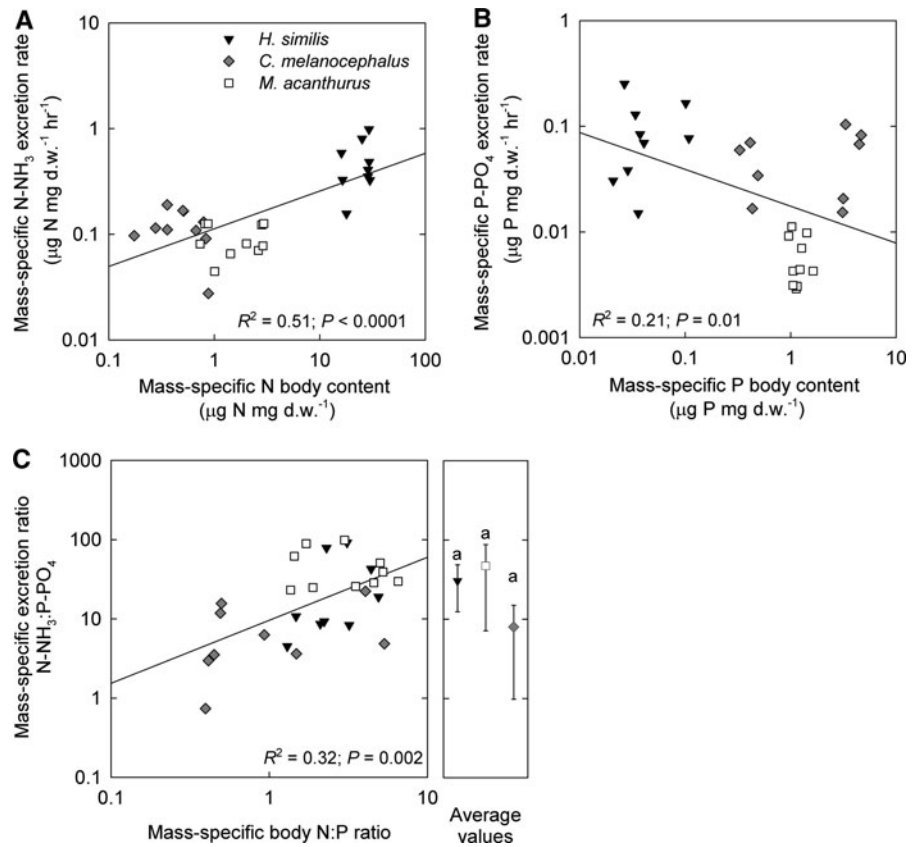 A
Mass-specific N-NH₃ excretion rate
(µg N mg d.w.⁻¹ hr⁻¹)
10
1
0.1
0.01
H. similis
C. melanocephalus
M. acanthurus
R² = 0.51; P < 0.0001
0.1
1
10
100
Mass-specific N body content
(µg N mg d.w.⁻¹)
B
Mass-specific P-PO₄ excretion rate
(µg P mg d.w.⁻¹ hr⁻¹)
1
0.1
0.01
0.001
R² = 0.21; P = 0.01
0.01
0.1
1
10
Mass-specific P body content
(µg P mg d.w.⁻¹)
C
Mass-specific excretion ratio
N-NH₃:P-PO₄
1000
100
10
1
0.1
R² = 0.32; P = 0.002
0.1
1
10
Mass-specific body N:P ratio
a
a
a
Average
values